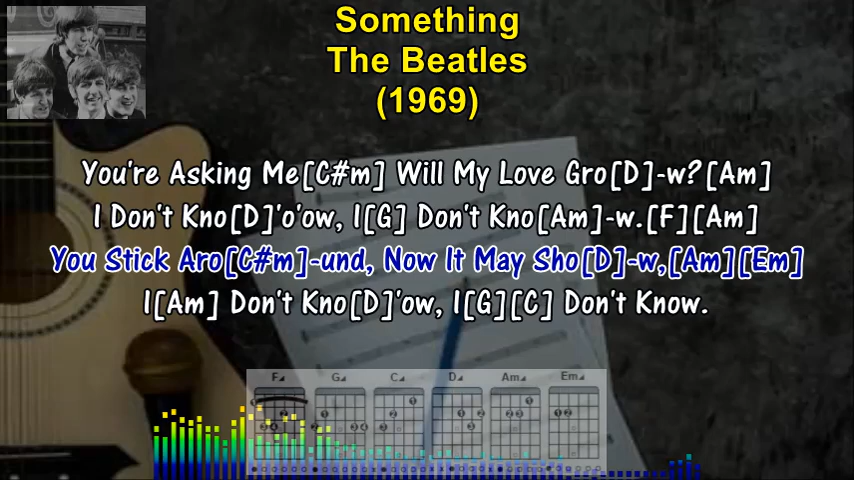 Something
The Beatles
(1969)
You're Asking Me[C#m] Will My Love Gro[D]-w?[Am]
I Don't Kno[D]'o'ow, I[G] Don't Kno[Am]-w.[F][Am]
You Stick Aro[C#m]-und, Now It May Sho[D]-w,[Am][Em]
I[Am] Don't Kno[D]'ow, I[G][C] Don't Know.
F G C D Am Em